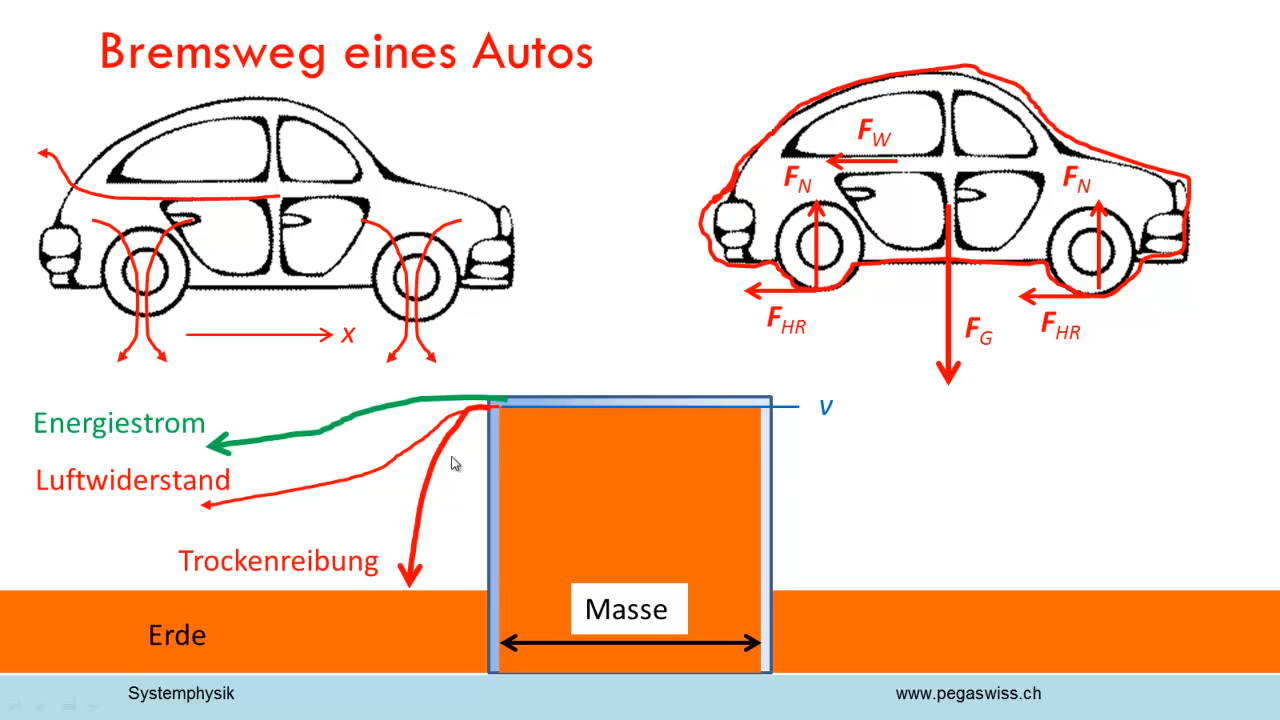 Bremsweg eines Autos
F_W
F_N
F_N
F_HR
F_G
F_HR
x
Energiestrom
v
Luftwiderstand
Trockenreibung
Masse
Erde
Systemphysik
www.pegaswiss.ch